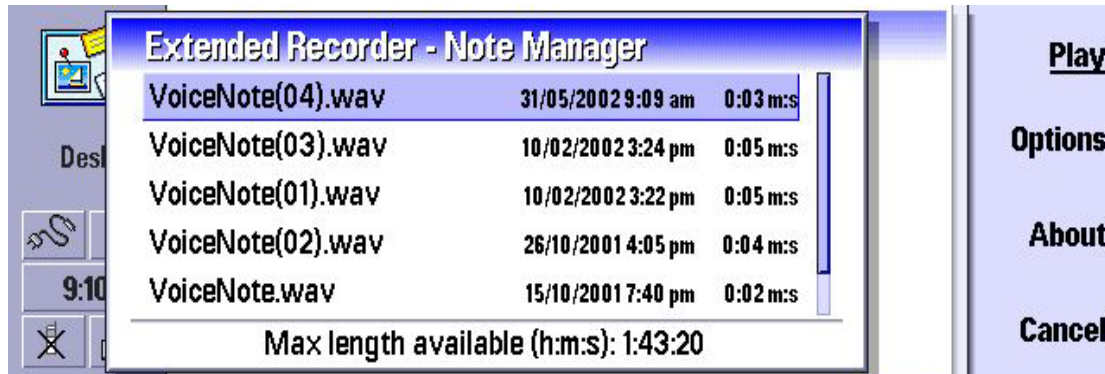 Extended Recorder - Note Manager
VoiceNote(04).wav 31/05/2002 9:09 am 0:03 m:s
VoiceNote(03).wav 10/02/2002 3:24 pm 0:05 m:s
VoiceNote(01).wav 10/02/2002 3:22 pm 0:05 m:s
VoiceNote(02).wav 26/10/2001 4:05 pm 0:04 m:s
VoiceNote.wav 15/10/2001 7:40 pm 0:02 m:s
Max length available (h:m:s): 1:43:20
Des
9:10
Play
Options
About
Cancel